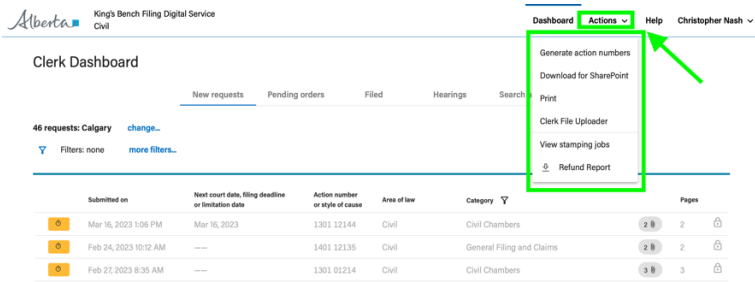 Alberta
King's Bench Filing Digital Service
Civil
Dashboard Actions Help Christopher Nash
Generate action numbers
Download for SharePoint
Print
Clerk File Uploader
View stamping jobs
Refund Report
Clerk Dashboard
New requests Pending orders Filed Hearings Search
46 requests: Calgary change...
Filters: none more filters...
Submitted on Next court date, filing deadline or limitation date Action number or style of cause Area of law Category Pages
Mar 16, 2023 1:06 PM Mar 16, 2023 1301 12144 Civil Civil Chambers 2 2
Feb 24, 2023 10:12 AM —— 1401 12135 Civil General Filing and Claims 2 2
Feb 27, 2023 8:35 AM —— 1301 01214 Civil Civil Chambers 3 3